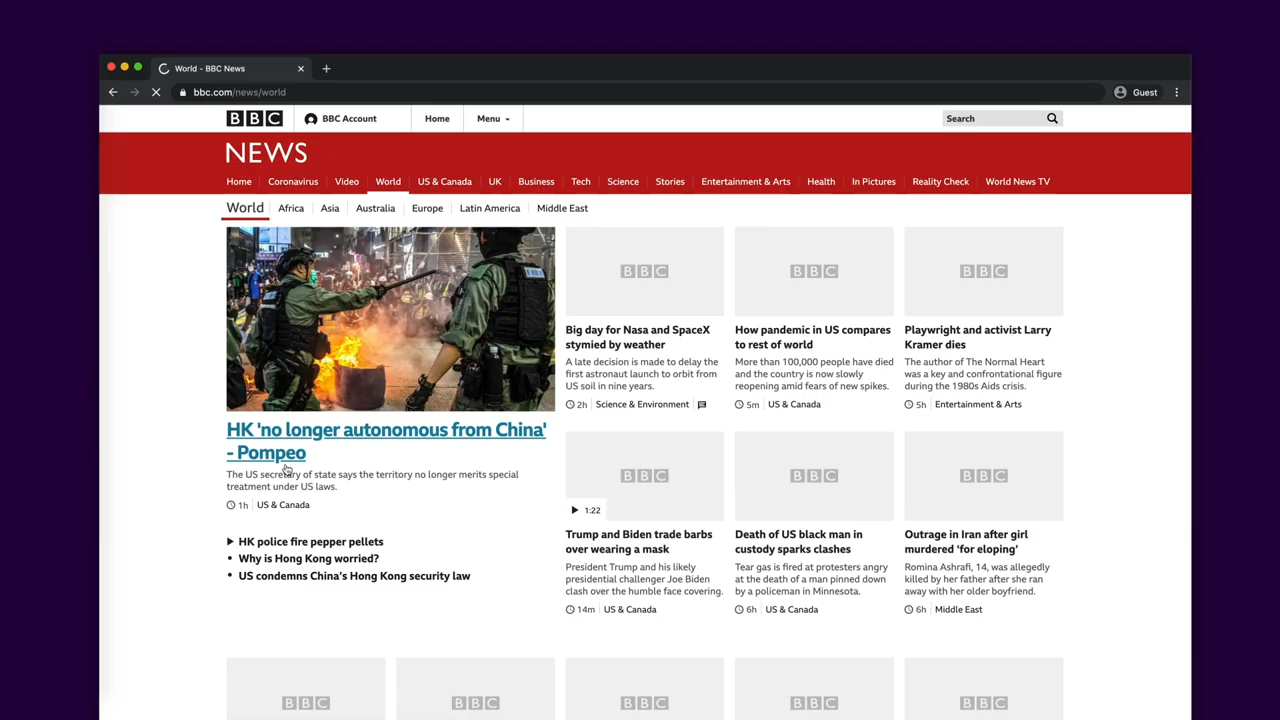 World - BBC News
bbc.com/news/world
Guest
BBC
BBC Account
Home
Menu
Search
NEWS
Home
Coronavirus
Video
World
US & Canada
UK
Business
Tech
Science
Stories
Entertainment & Arts
Health
In Pictures
Reality Check
World News TV
World
Africa
Asia
Australia
Europe
Latin America
Middle East
HK 'no longer autonomous from China'
- Pompeo
The US secretary of state says the territory no longer merits special
treatment under US laws.
1h US & Canada
HK police fire pepper pellets
Why is Hong Kong worried?
US condemns China's Hong Kong security law
BBC
Big day for Nasa and SpaceX
stymied by weather
A late decision is made to delay the
first astronaut launch to orbit from
US soil in nine years.
2h Science & Environment
BBC
How pandemic in US compares
to rest of world
More than 100,000 people have died
and the country is now slowly
reopening amid fears of new spikes.
5m US & Canada
BBC
Playwright and activist Larry
Kramer dies
The author of The Normal Heart
was a key and confrontational figure
during the 1980s Aids crisis.
5h Entertainment & Arts
BBC
1:22
Trump and Biden trade barbs
over wearing a mask
President Trump and his likely
presidential challenger Joe Biden
clash over the humble face covering.
14m US & Canada
BBC
Death of US black man in
custody sparks clashes
Tear gas is fired at protesters angry
at the death of a man pinned down
by a policeman in Minnesota.
6h US & Canada
BBC
Outrage in Iran after girl
murdered 'for eloping'
Romina Ashrafi, 14, was allegedly
killed by her father after she ran
away with her older boyfriend.
6h Middle East
BBC
BBC
BBC
BBC
BBC